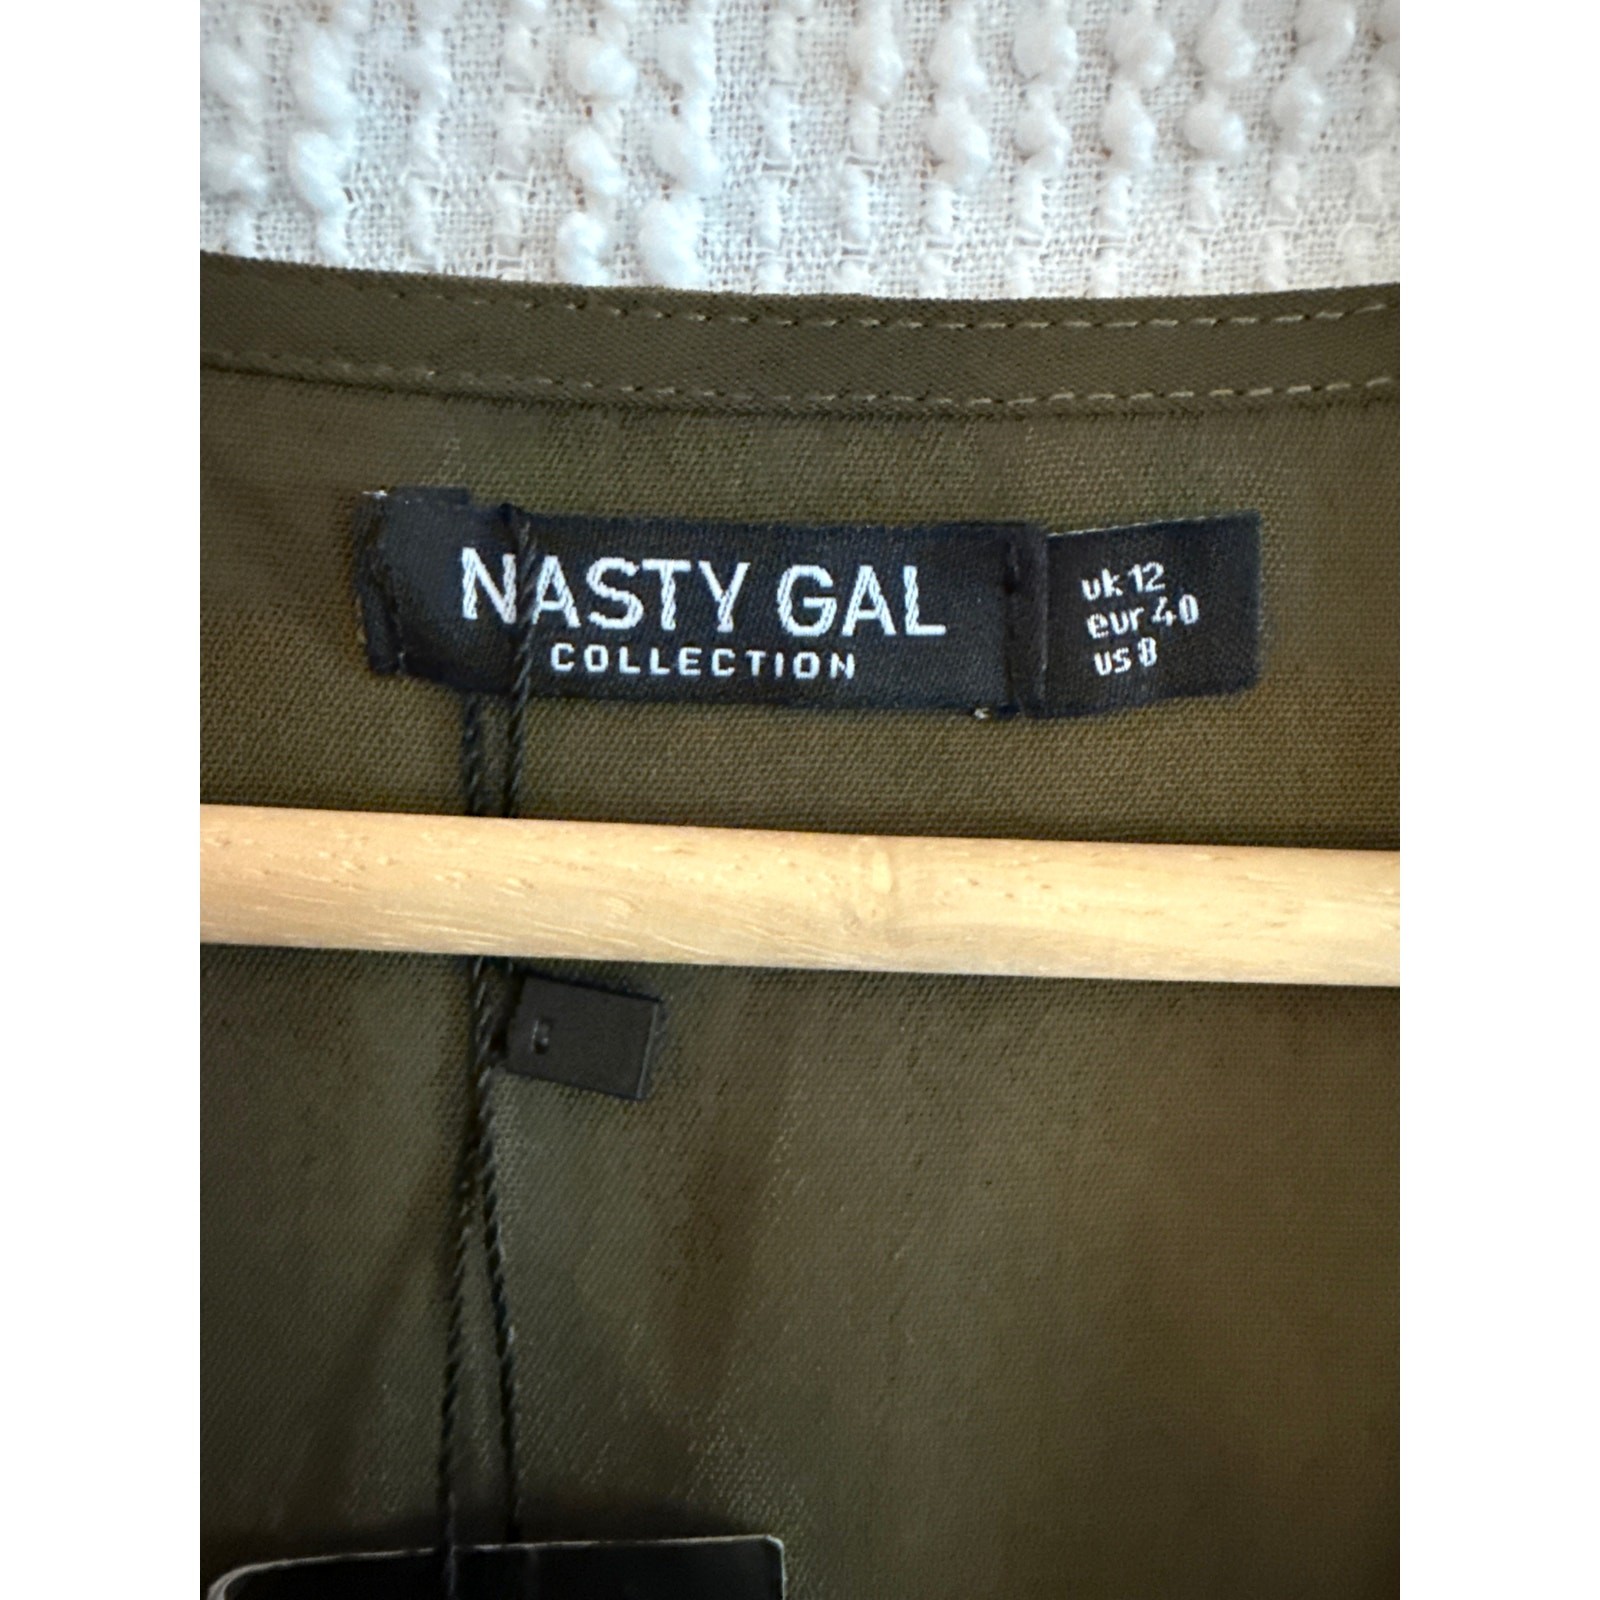 NASTY GAL
COLLECTION
uk 12
eur 40
us 8